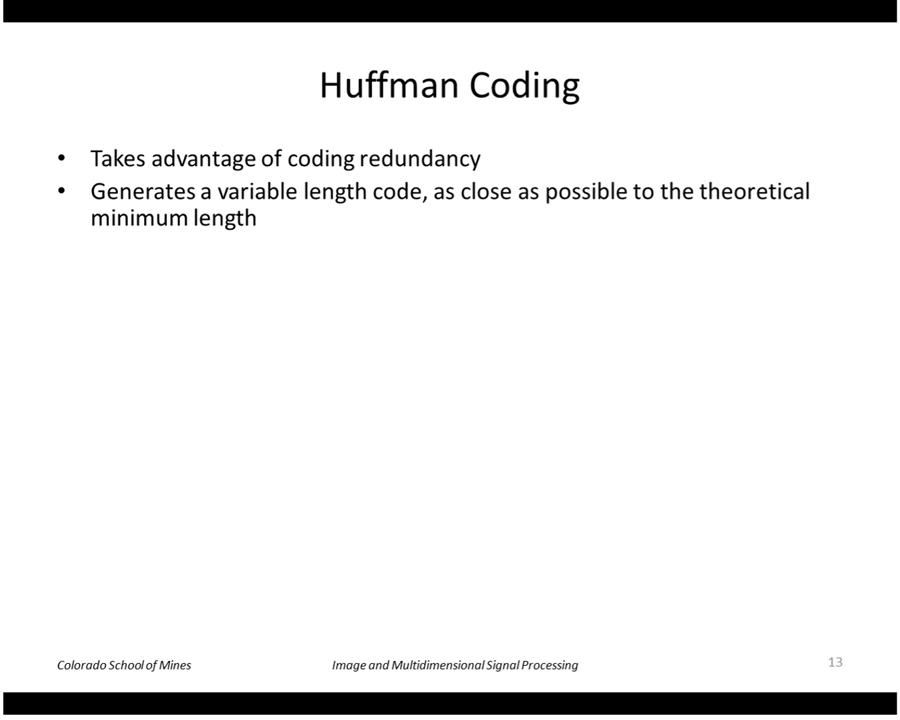 Huffman Coding
• Takes advantage of coding redundancy
• Generates a variable length code, as close as possible to the theoretical
minimum length
Colorado School of Mines
Image and Multidimensional Signal Processing
13